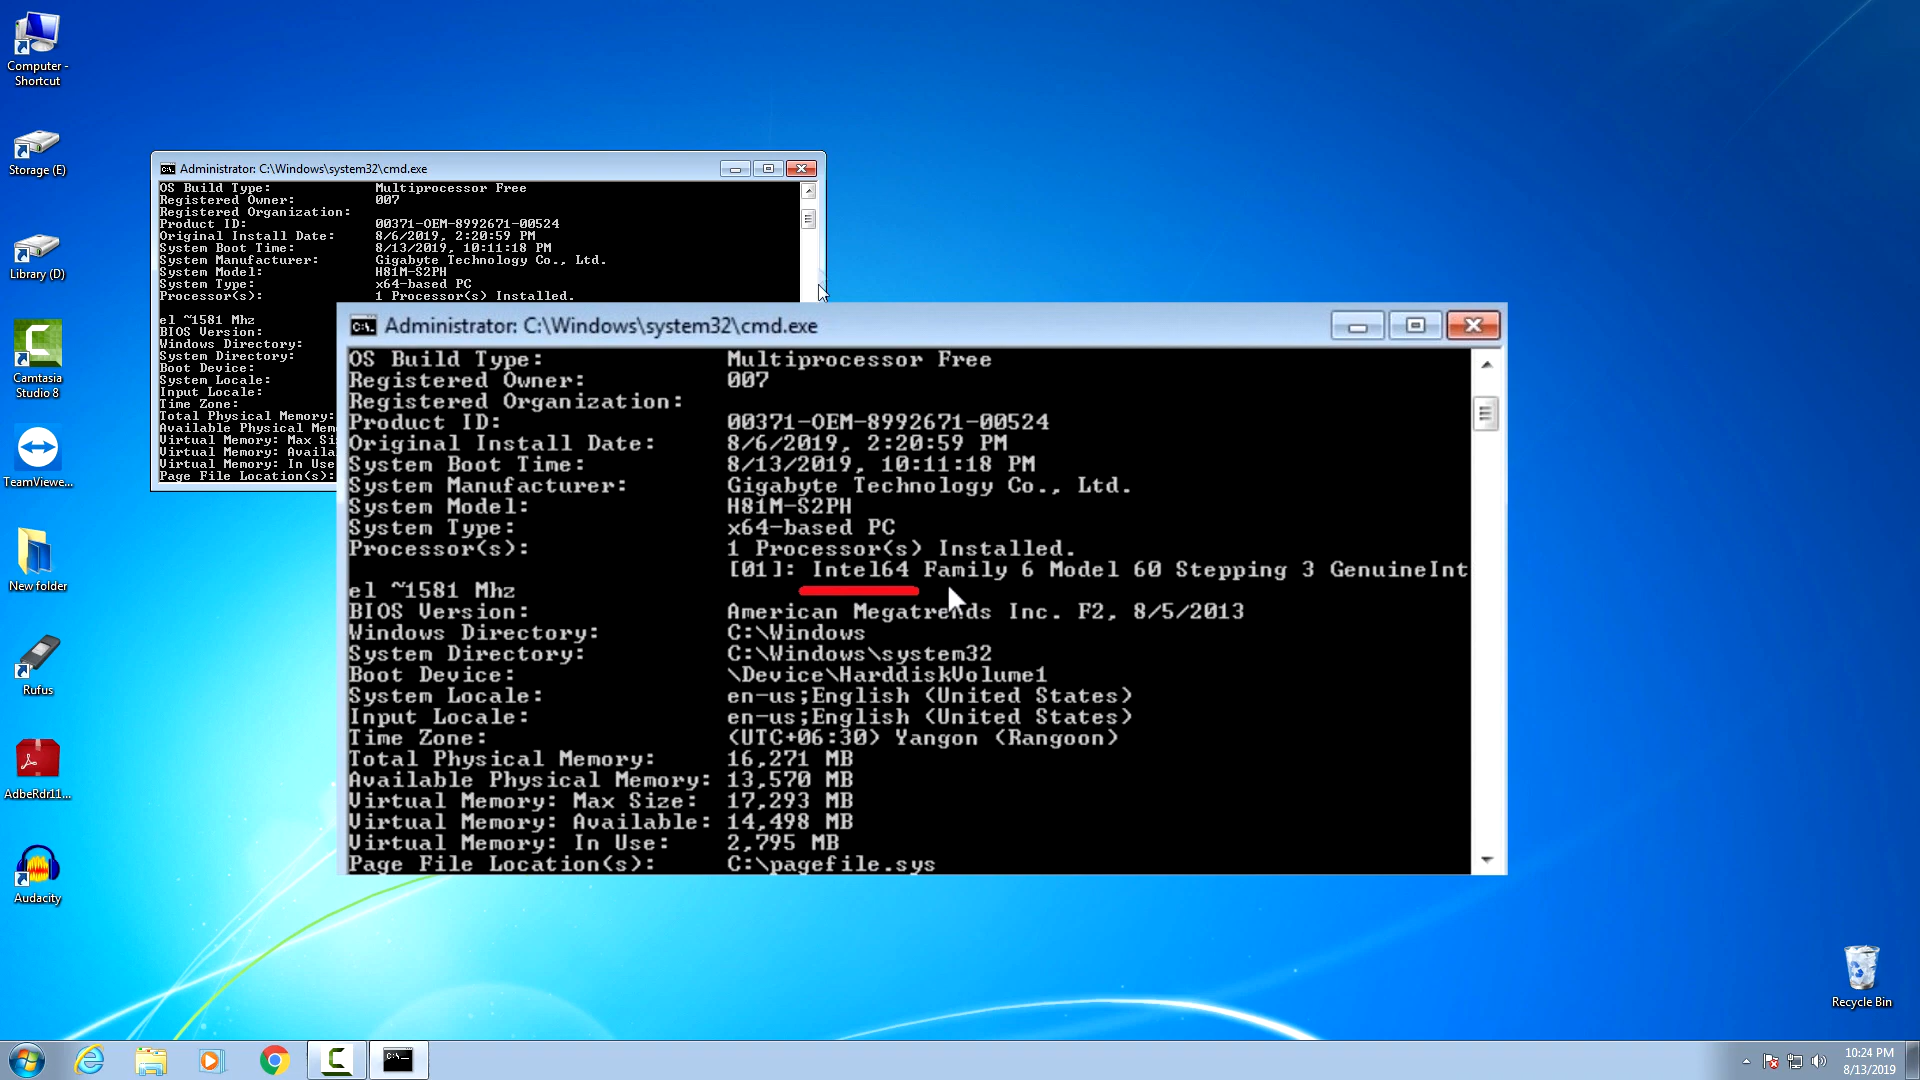 Computer -
Shortcut
Storage (E)
Library (D)
Camtasia
Studio 8
TeamViewe...
New folder
Rufus
AdbeRdr11...
Audacity
Administrator: C:\Windows\system32\cmd.exe
OS Build Type: Multiprocessor Free
Registered Owner: 007
Registered Organization:
Product ID: 00371-OEM-8992671-00524
Original Install Date: 8/6/2019, 2:20:59 PM
System Boot Time: 8/13/2019, 10:11:18 PM
System Manufacturer: Gigabyte Technology Co., Ltd.
System Model: H81M-S2PH
System Type: x64-based PC
Processor(s): 1 Processor(s) Installed.
el ~1581 Mhz
BIOS Version:
Windows Directory:
System Directory:
Boot Device:
System Locale:
Input Locale:
Time Zone:
Total Physical Memory:
Available Physical Mem
Virtual Memory: Max Si
Virtual Memory: Availa
Virtual Memory: In Use
Page File Location(s):
Administrator: C:\Windows\system32\cmd.exe
OS Build Type: Multiprocessor Free
Registered Owner: 007
Registered Organization:
Product ID: 00371-OEM-8992671-00524
Original Install Date: 8/6/2019, 2:20:59 PM
System Boot Time: 8/13/2019, 10:11:18 PM
System Manufacturer: Gigabyte Technology Co., Ltd.
System Model: H81M-S2PH
System Type: x64-based PC
Processor(s): 1 Processor(s) Installed.
[01]: Intel64 Family 6 Model 60 Stepping 3 GenuineInt
el ~1581 Mhz
BIOS Version: American Megatrends Inc. F2, 8/5/2013
Windows Directory: C:\Windows
System Directory: C:\Windows\system32
Boot Device: \Device\HarddiskVolume1
System Locale: en-us;English (United States)
Input Locale: en-us;English (United States)
Time Zone: (UTC+06:30) Yangon (Rangoon)
Total Physical Memory: 16,271 MB
Available Physical Memory: 13,570 MB
Virtual Memory: Max Size: 17,293 MB
Virtual Memory: Available: 14,498 MB
Virtual Memory: In Use: 2,795 MB
Page File Location(s): C:\pagefile.sys
Recycle Bin
10:24 PM
8/13/2019